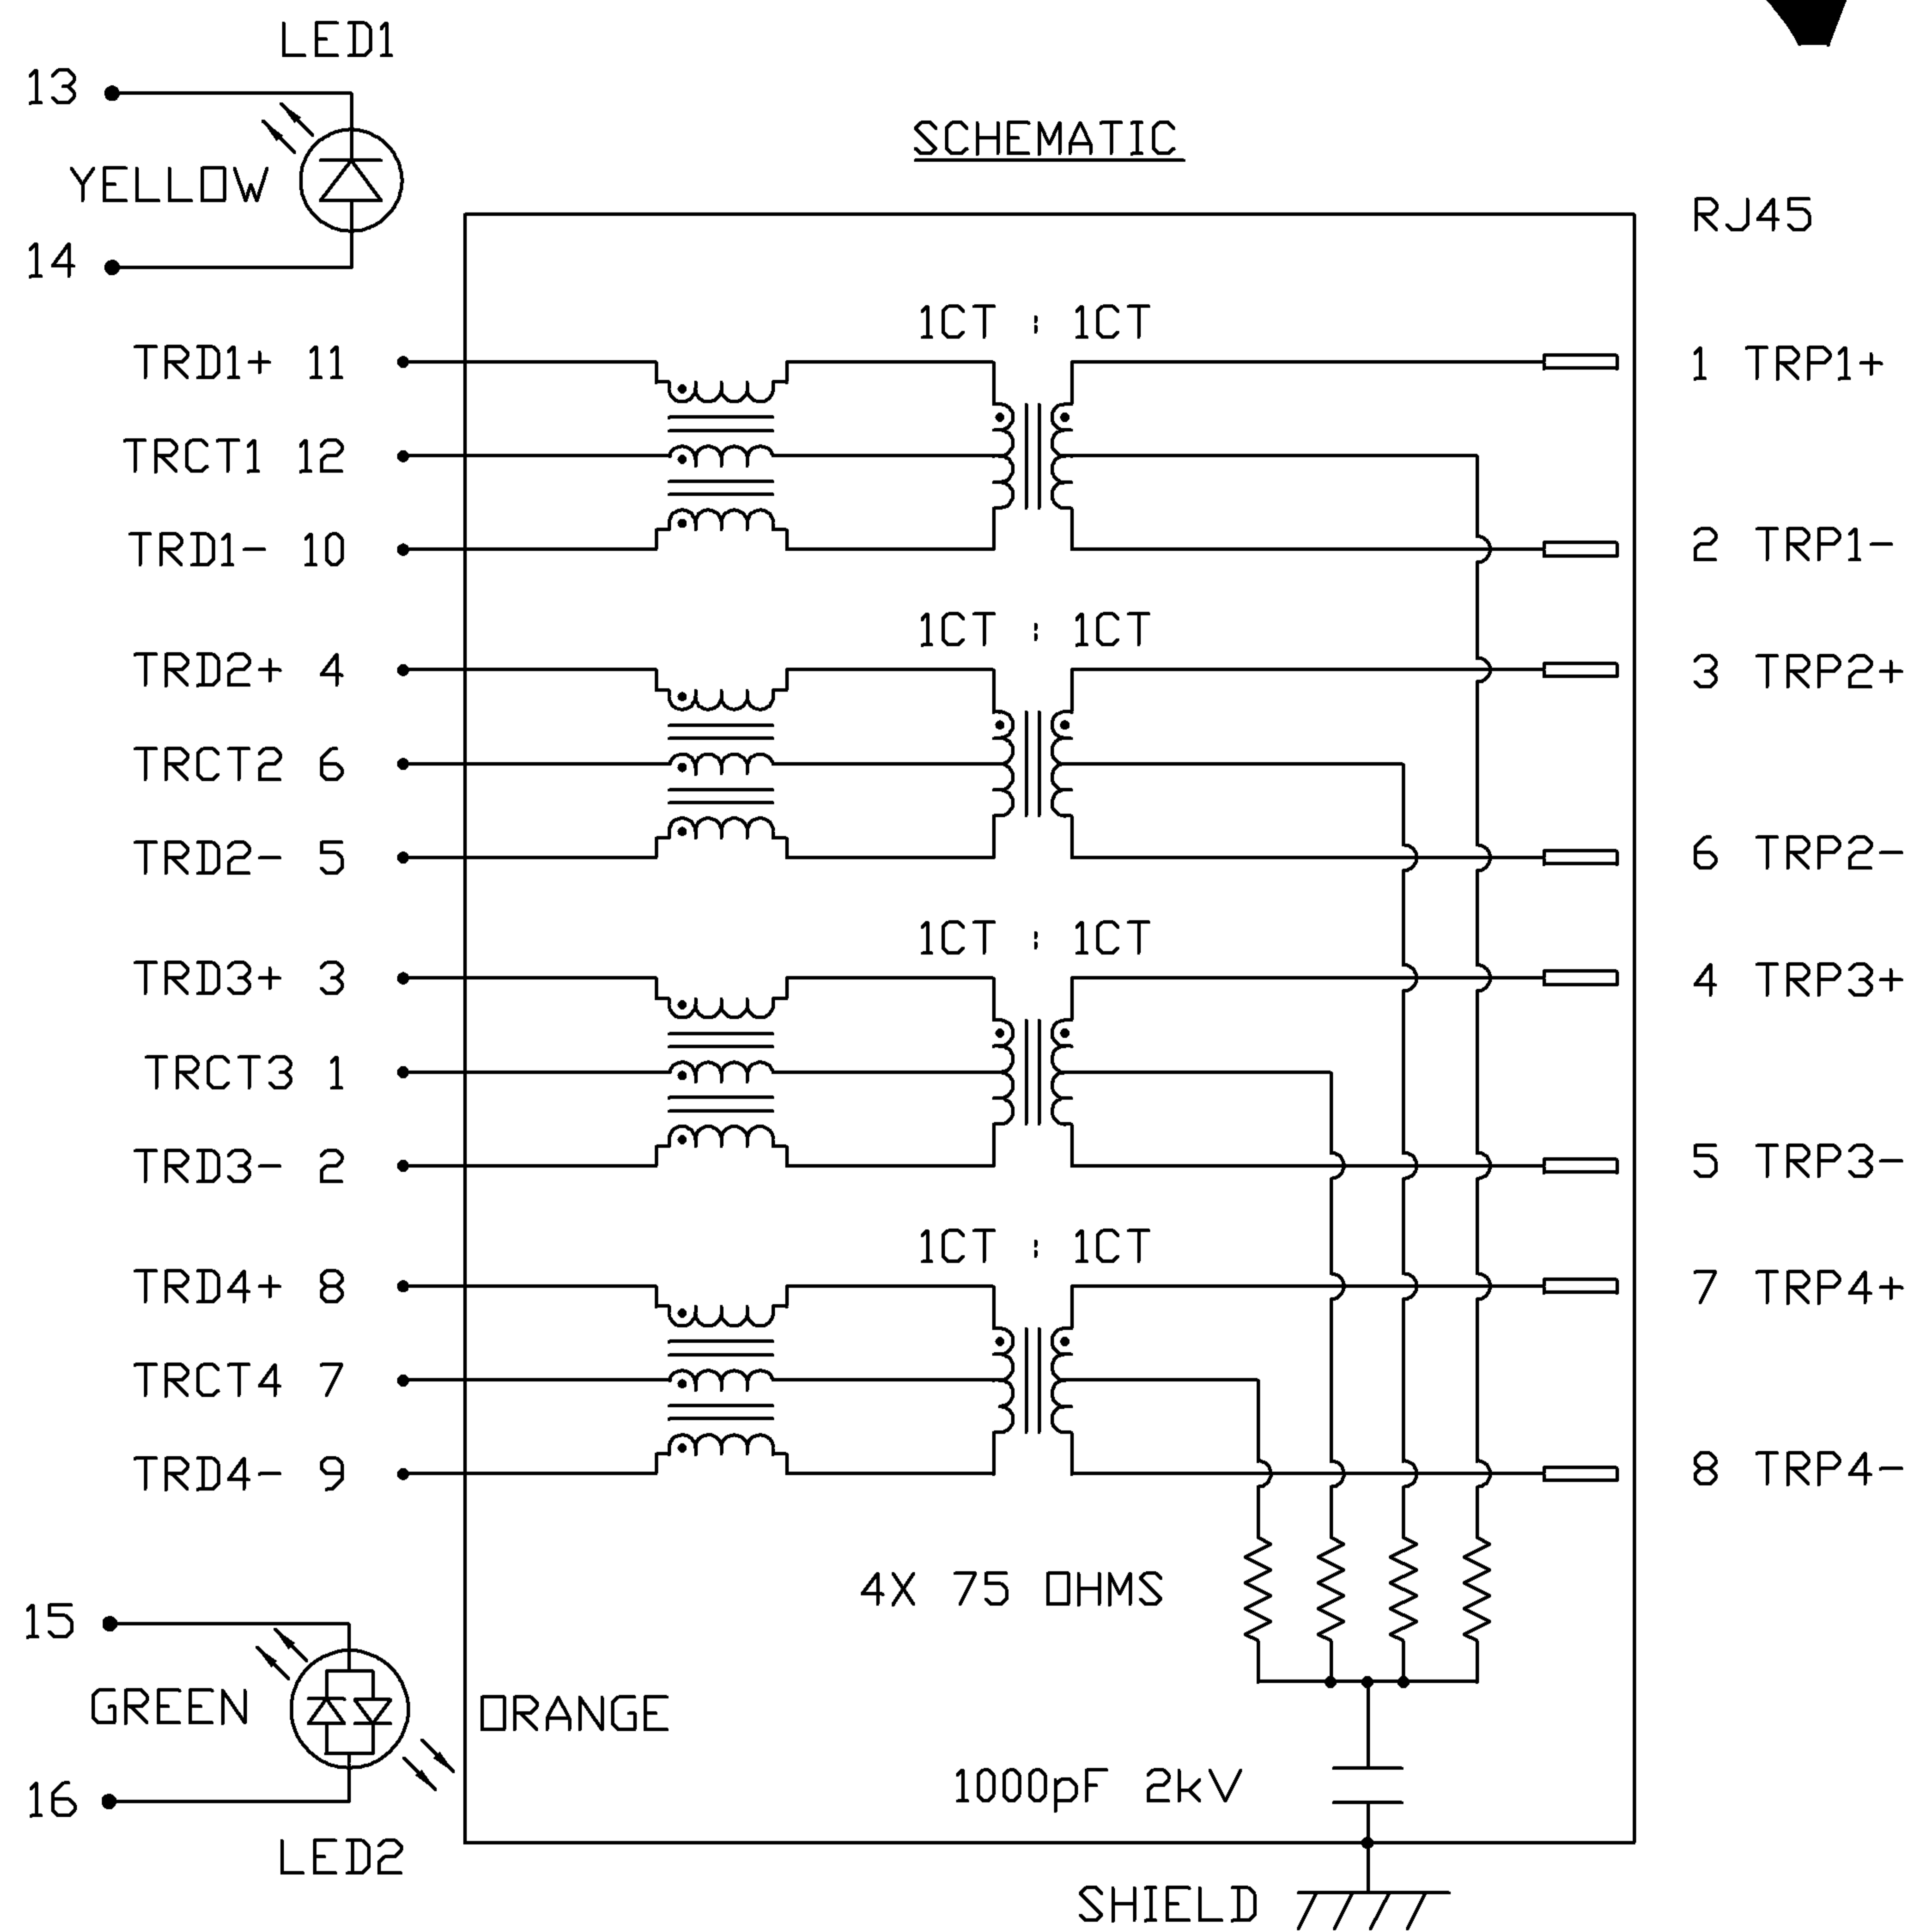 LED1
13
SCHEMATIC
YELLOW
RJ45
14
1CT : 1CT
TRD1+ 11
1 TRP1+
TRCT1 12
TRD1- 10
2 TRP1-
1CT : 1CT
TRD2+ 4
3 TRP2+
TRCT2 6
TRD2- 5
6 TRP2-
1CT : 1CT
TRD3+ 3
4 TRP3+
TRCT3 1
TRD3- 2
5 TRP3-
1CT : 1CT
TRD4+ 8
7 TRP4+
TRCT4 7
TRD4- 9
8 TRP4-
4X 75 OHMS
15
GREEN
ORANGE
16
1000pF 2kV
LED2
SHIELD